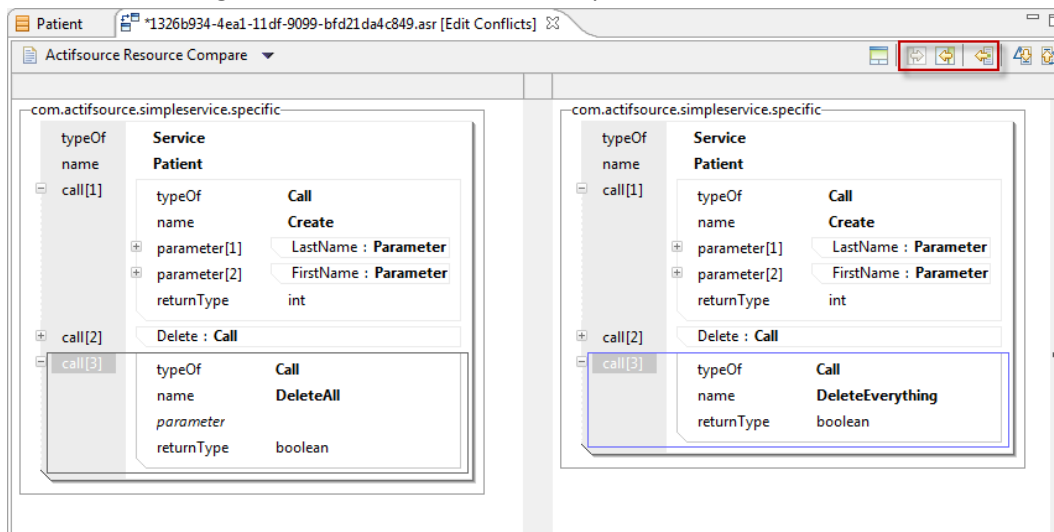 Patient
*1326b934-4ea1-11df-9099-bfd21da4c849.asr [Edit Conflicts]
Actifsource Resource Compare
com.actifsource.simpleservice.specific
typeOf Service
name Patient
call[1]
typeOf Call
name Create
parameter[1] LastName : Parameter
parameter[2] FirstName : Parameter
returnType int
call[2] Delete : Call
call[3]
typeOf Call
name DeleteAll
parameter
returnType boolean
com.actifsource.simpleservice.specific
typeOf Service
name Patient
call[1]
typeOf Call
name Create
parameter[1] LastName : Parameter
parameter[2] FirstName : Parameter
returnType int
call[2] Delete : Call
call[3]
typeOf Call
name DeleteEverything
returnType boolean